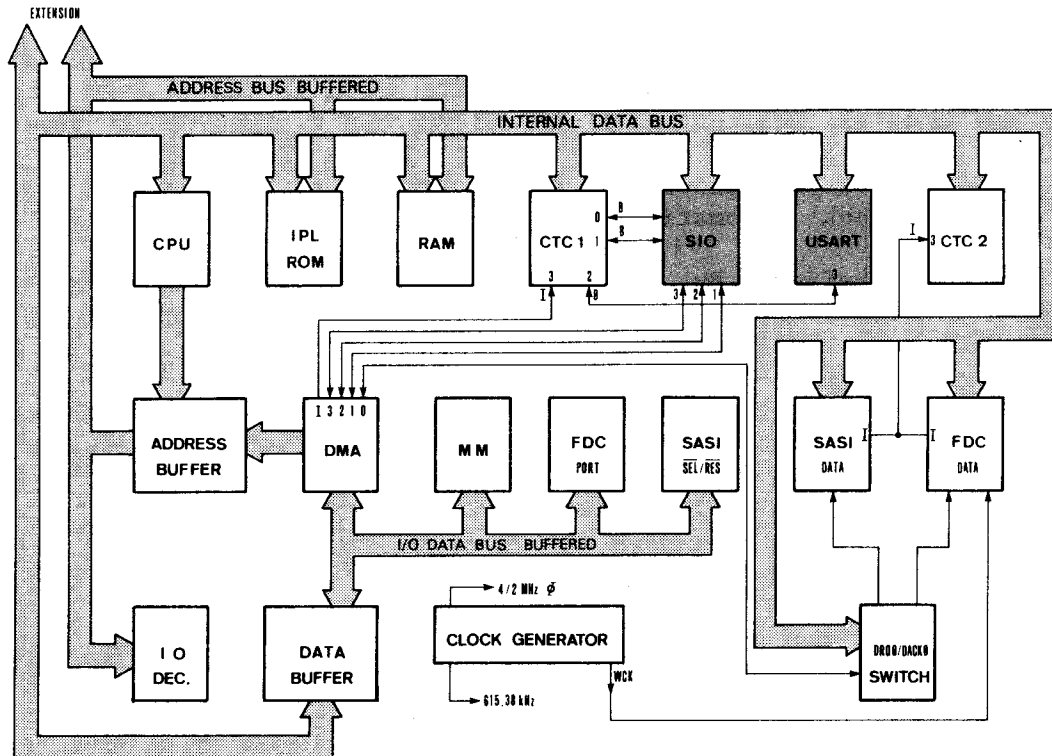 EXTENSION
ADDRESS BUS BUFFERED
INTERNAL DATA BUS
CPU
IPL
ROM
RAM
CTC 1
0
1
3
2
B
B
I
B
SIO
3
2
1
USART
3
I
3
CTC 2
ADDRESS
BUFFER
I 3 2 1 0
DMA
MM
FDC
PORT
SASI
SEL/RES
SASI
DATA
I
I
FDC
DATA
I/O DATA BUS BUFFERED
I O
DEC.
DATA
BUFFER
4/2 MHz Φ
CLOCK GENERATOR
615.38 kHz
WCK
DRQ0/DACK0
SWITCH